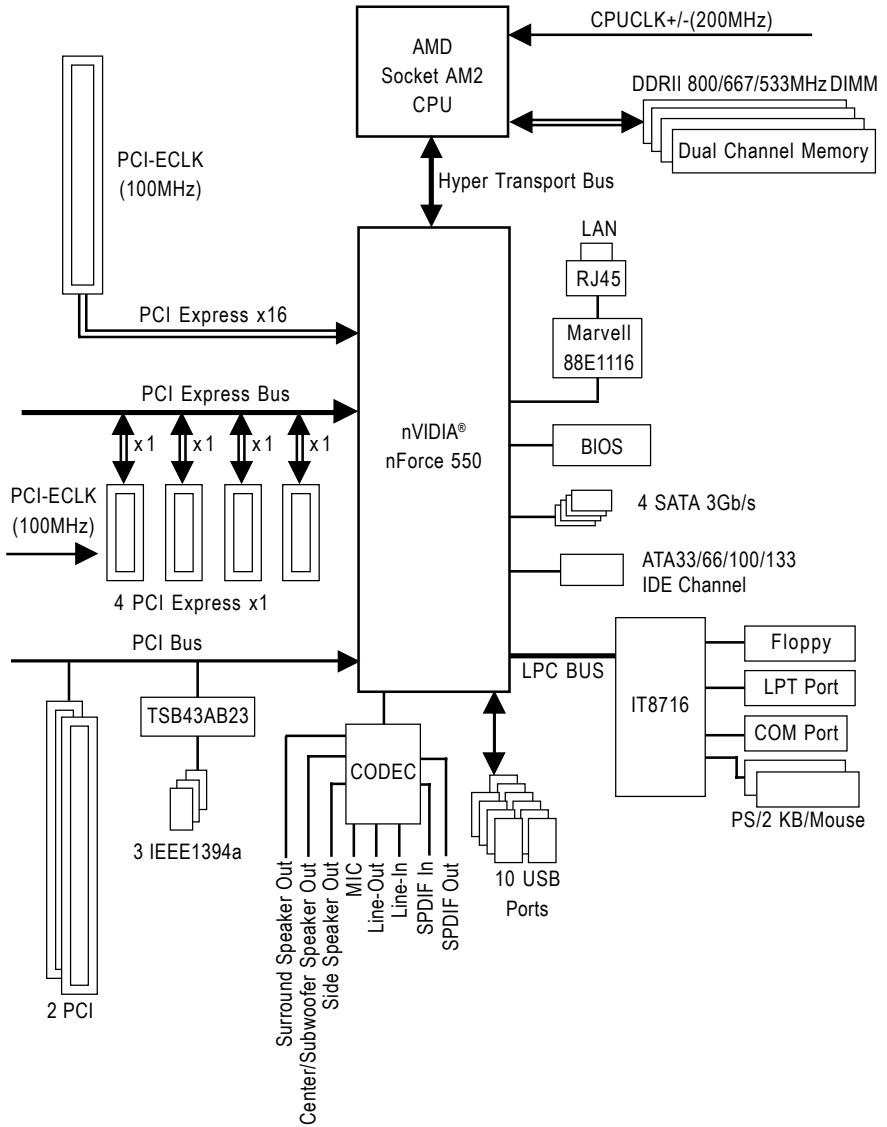 CPUCLK+/-(200MHz)
AMD
Socket AM2
CPU
DDRII 800/667/533MHz DIMM
Dual Channel Memory
PCI-ECLK
(100MHz)
Hyper Transport Bus
LAN
RJ45
PCI Express x16
Marvell
88E1116
PCI Express Bus
nVIDIA®
nForce 550
x1
x1
x1
x1
BIOS
PCI-ECLK
(100MHz)
4 SATA 3Gb/s
ATA33/66/100/133
IDE Channel
4 PCI Express x1
PCI Bus
LPC BUS
IT8716
Floppy
LPT Port
COM Port
PS/2 KB/Mouse
TSB43AB23
CODEC
3 IEEE1394a
10 USB
Ports
Surround Speaker Out
Center/Subwoofer Speaker Out
Side Speaker Out
MIC
Line-Out
Line-In
SPDIF In
SPDIF Out
2 PCI